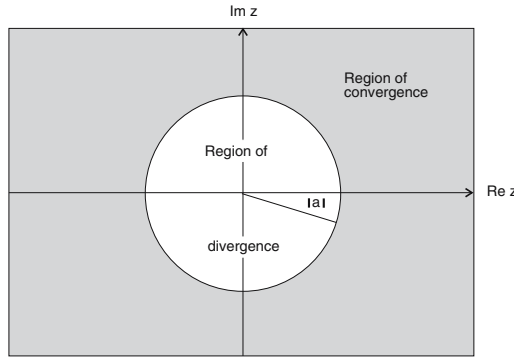 Im z
Region of
convergence
Region of
|a|
Re z
divergence